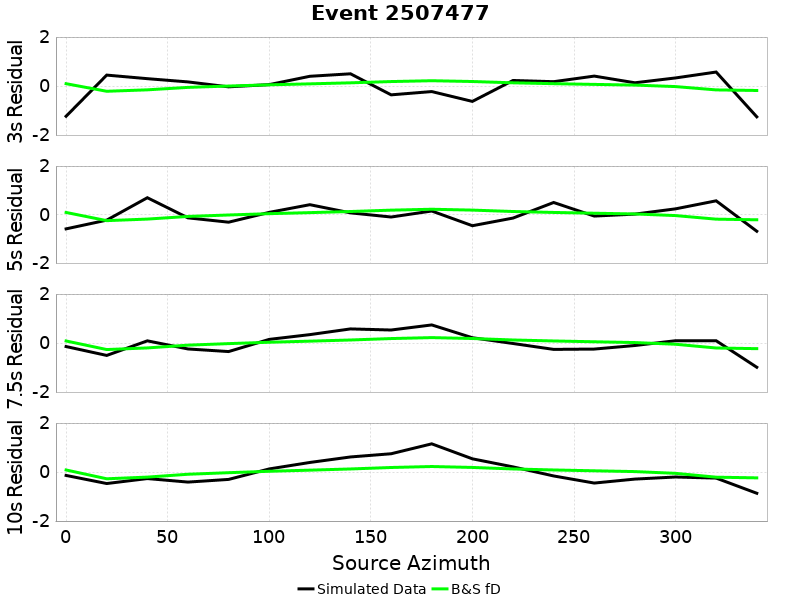 Event 2507477
3s Residual
2
0
-2
5s Residual
2
0
-2
7.5s Residual
2
0
-2
10s Residual
2
0
-2
0 50 100 150 200 250 300
Source Azimuth
Simulated Data B&S fD